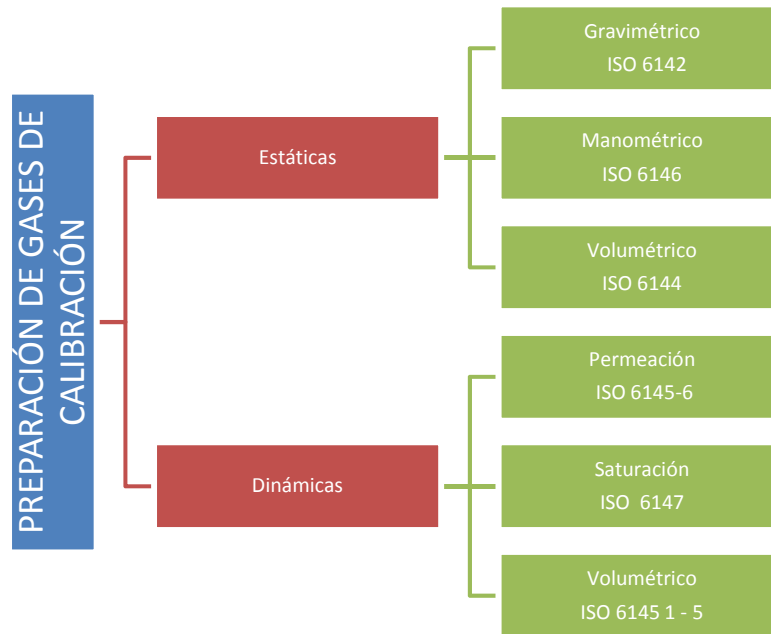 PREPARACIÓN DE GASES DE
CALIBRACIÓN
Estáticas
Gravimétrico
ISO 6142
Manométrico
ISO 6146
Volumétrico
ISO 6144
Dinámicas
Permeación
ISO 6145-6
Saturación
ISO 6147
Volumétrico
ISO 6145 1 - 5